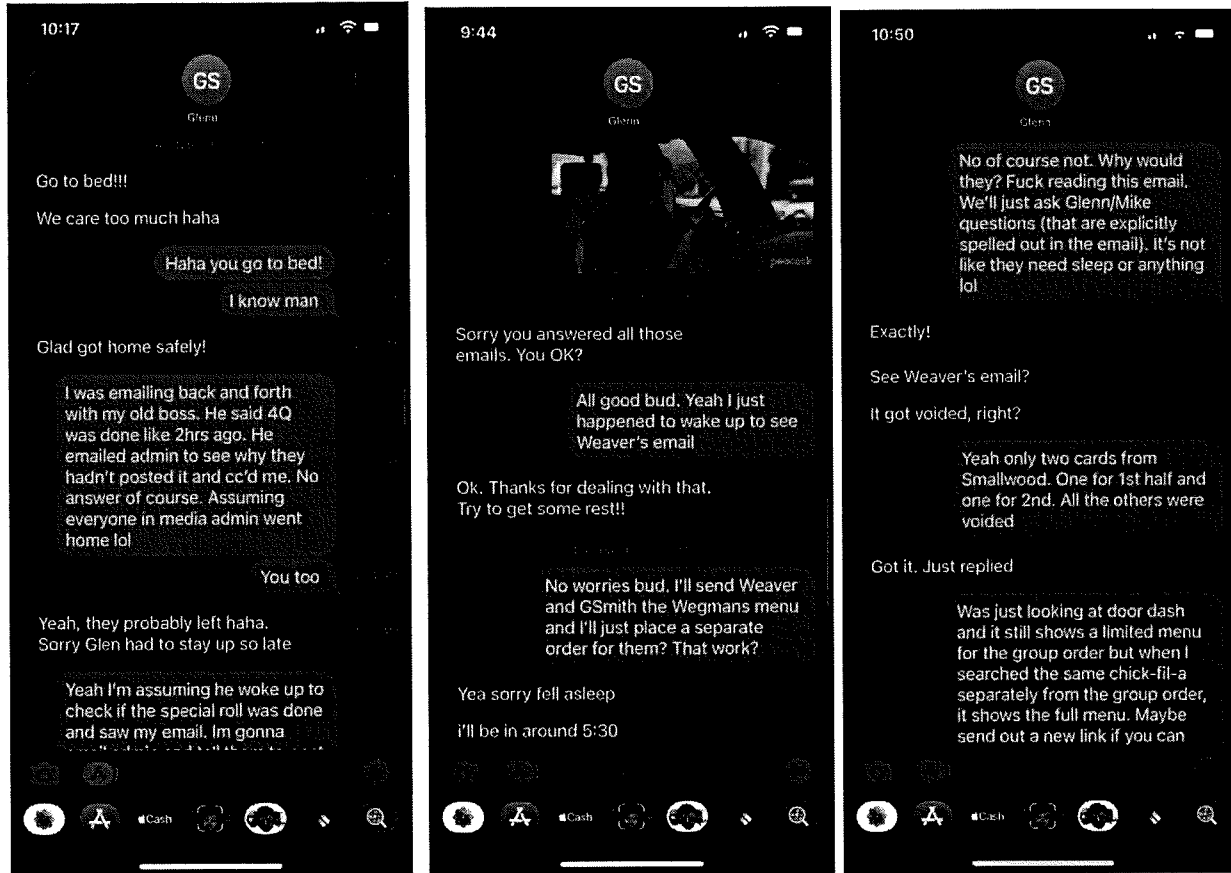 10:17
GS
Glenn
Go to bed!!!
We care too much haha
Haha you go to bed!
I know man
Glad got home safely!
I was emailing back and forth
with my old boss. He said 4Q
was done like 2hrs ago. He
emailed admin to see why they
hadn't posted it and cc'd me. No
answer of course. Assuming
everyone in media admin went
home lol
You too
Yeah, they probably left haha.
Sorry Glen had to stay up so late
Yeah I'm assuming he woke up to
check if the special roll was done
and saw my email. Im gonna
Cash
9:44
GS
Glenn
peacock
Sorry you answered all those
emails. You OK?
All good bud. Yeah I just
happened to wake up to see
Weaver's email
Ok. Thanks for dealing with that.
Try to get some rest!!
No worries bud. I'll send Weaver
and GSmith the Wegmans menu
and I'll just place a separate
order for them? That work?
Yea sorry fell asleep
i'll be in around 5:30
Cash
10:50
GS
Glenn
No of course not. Why would
they? Fuck reading this email.
We'll just ask Glenn/Mike
questions (that are explicitly
spelled out in the email). It's not
like they need sleep or anything
lol
Exactly!
See Weaver's email?
It got voided, right?
Yeah only two cards from
Smallwood. One for 1st half and
one for 2nd. All the others were
voided
Got it. Just replied
Was just looking at door dash
and it still shows a limited menu
for the group order but when I
searched the same chick-fil-a
separately from the group order,
it shows the full menu. Maybe
send out a new link if you can
Cash